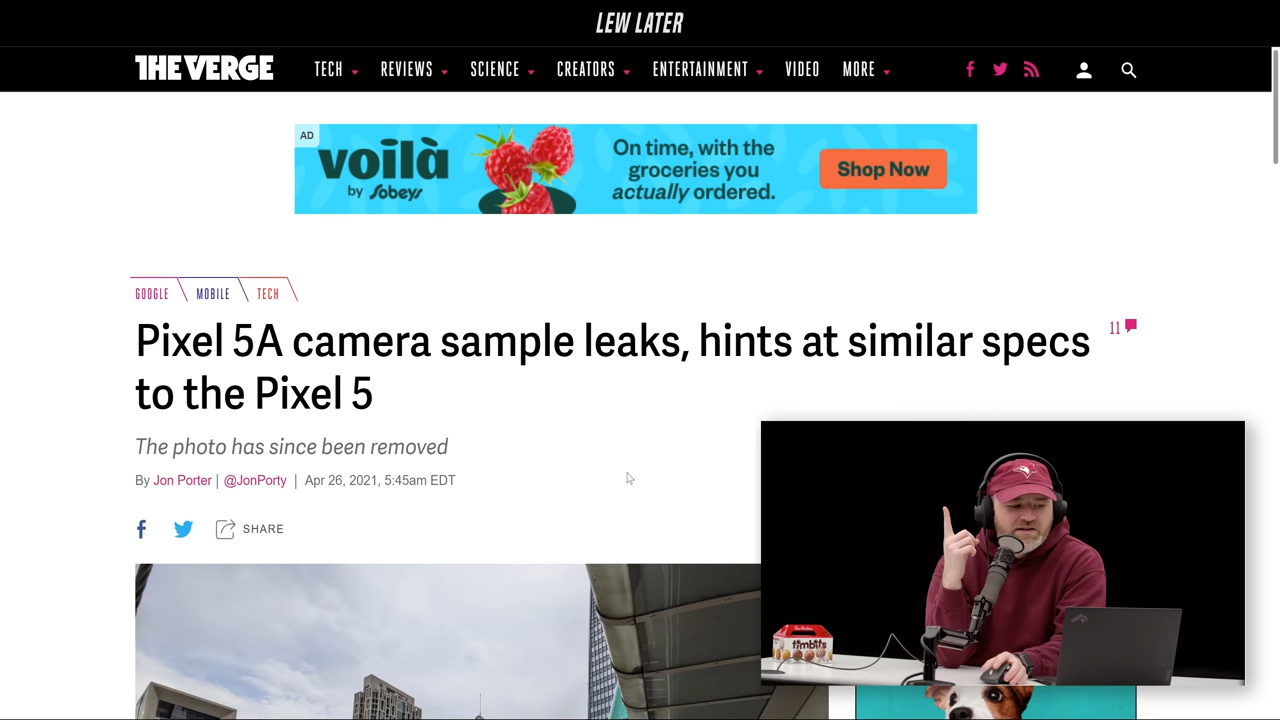 LEW LATER
THE VERGE
TECH
REVIEWS
SCIENCE
CREATORS
ENTERTAINMENT
VIDEO
MORE
AD
voilà
by Sobeys
On time, with the
groceries you
actually ordered.
Shop Now
GOOGLE
MOBILE
TECH
Pixel 5A camera sample leaks, hints at similar specs
to the Pixel 5
11
The photo has since been removed
By Jon Porter | @JonPorty | Apr 26, 2021, 5:45am EDT
SHARE
timbits